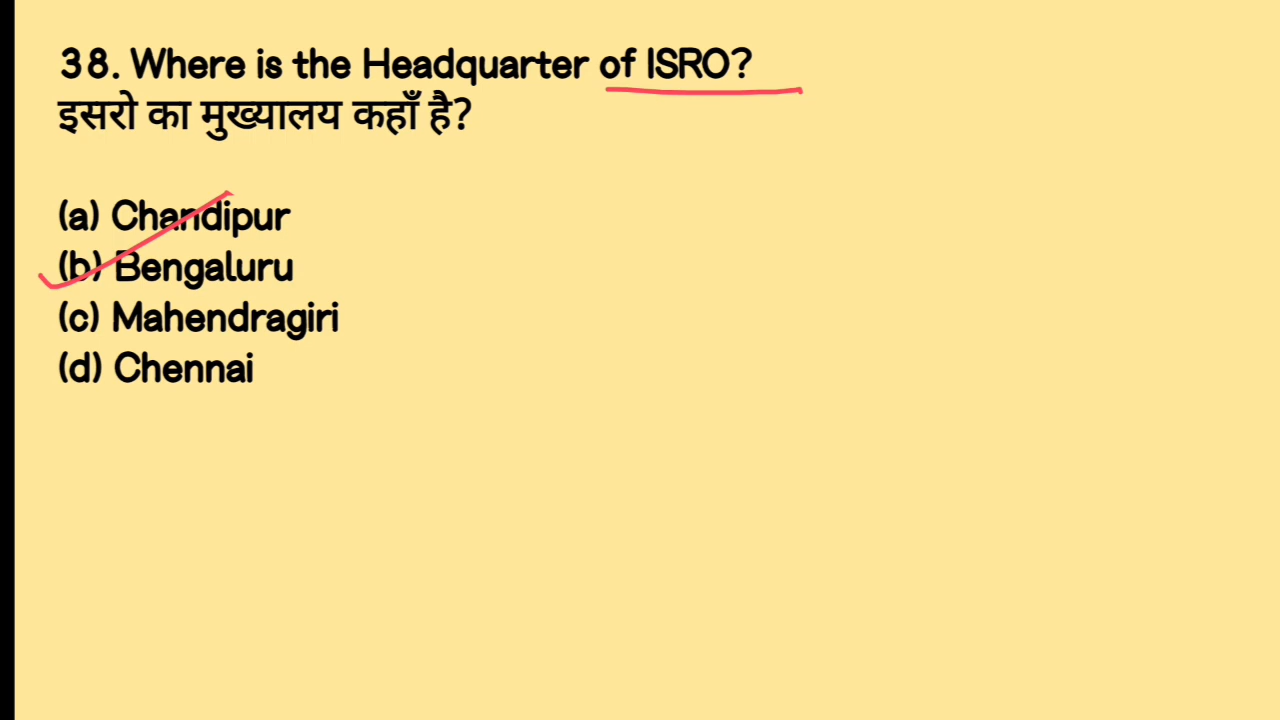 38. Where is the Headquarter of ISRO?
इसरो का मुख्यालय कहाँ है?
(a) Chandipur
(b) Bengaluru
(c) Mahendragiri
(d) Chennai